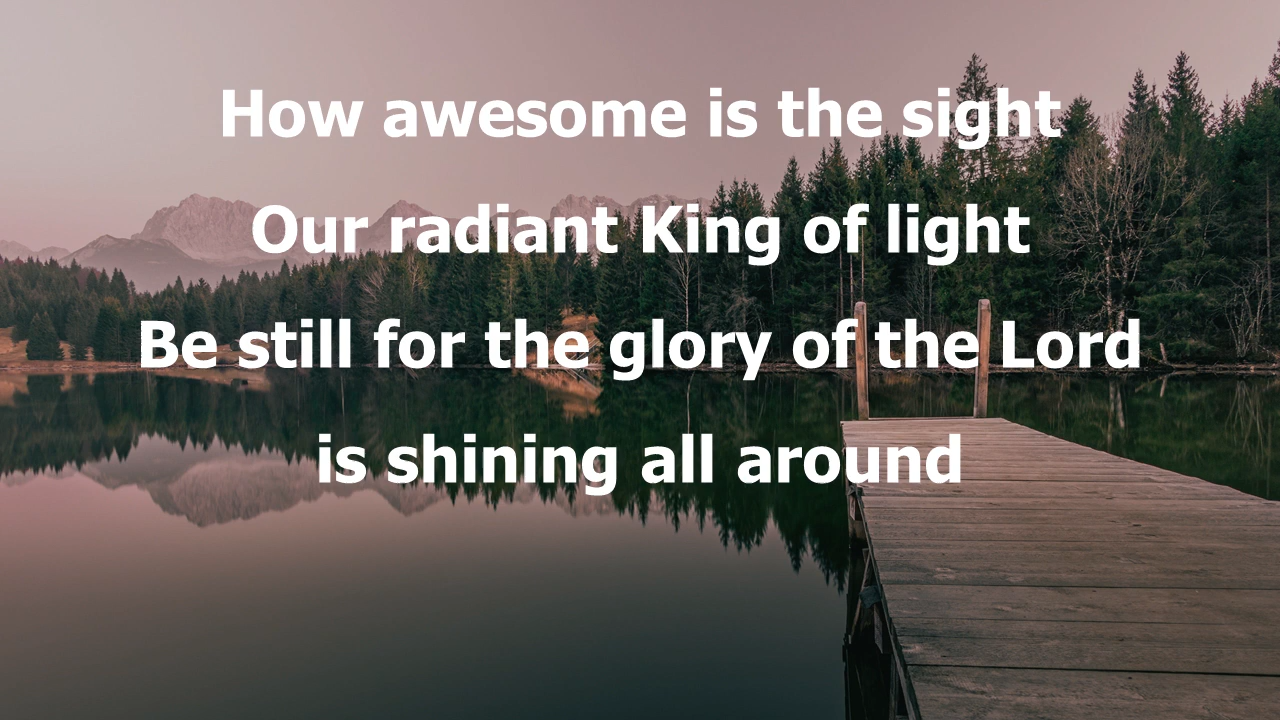 How awesome is the sight
Our radiant King of light
Be still for the glory of the Lord
is shining all around